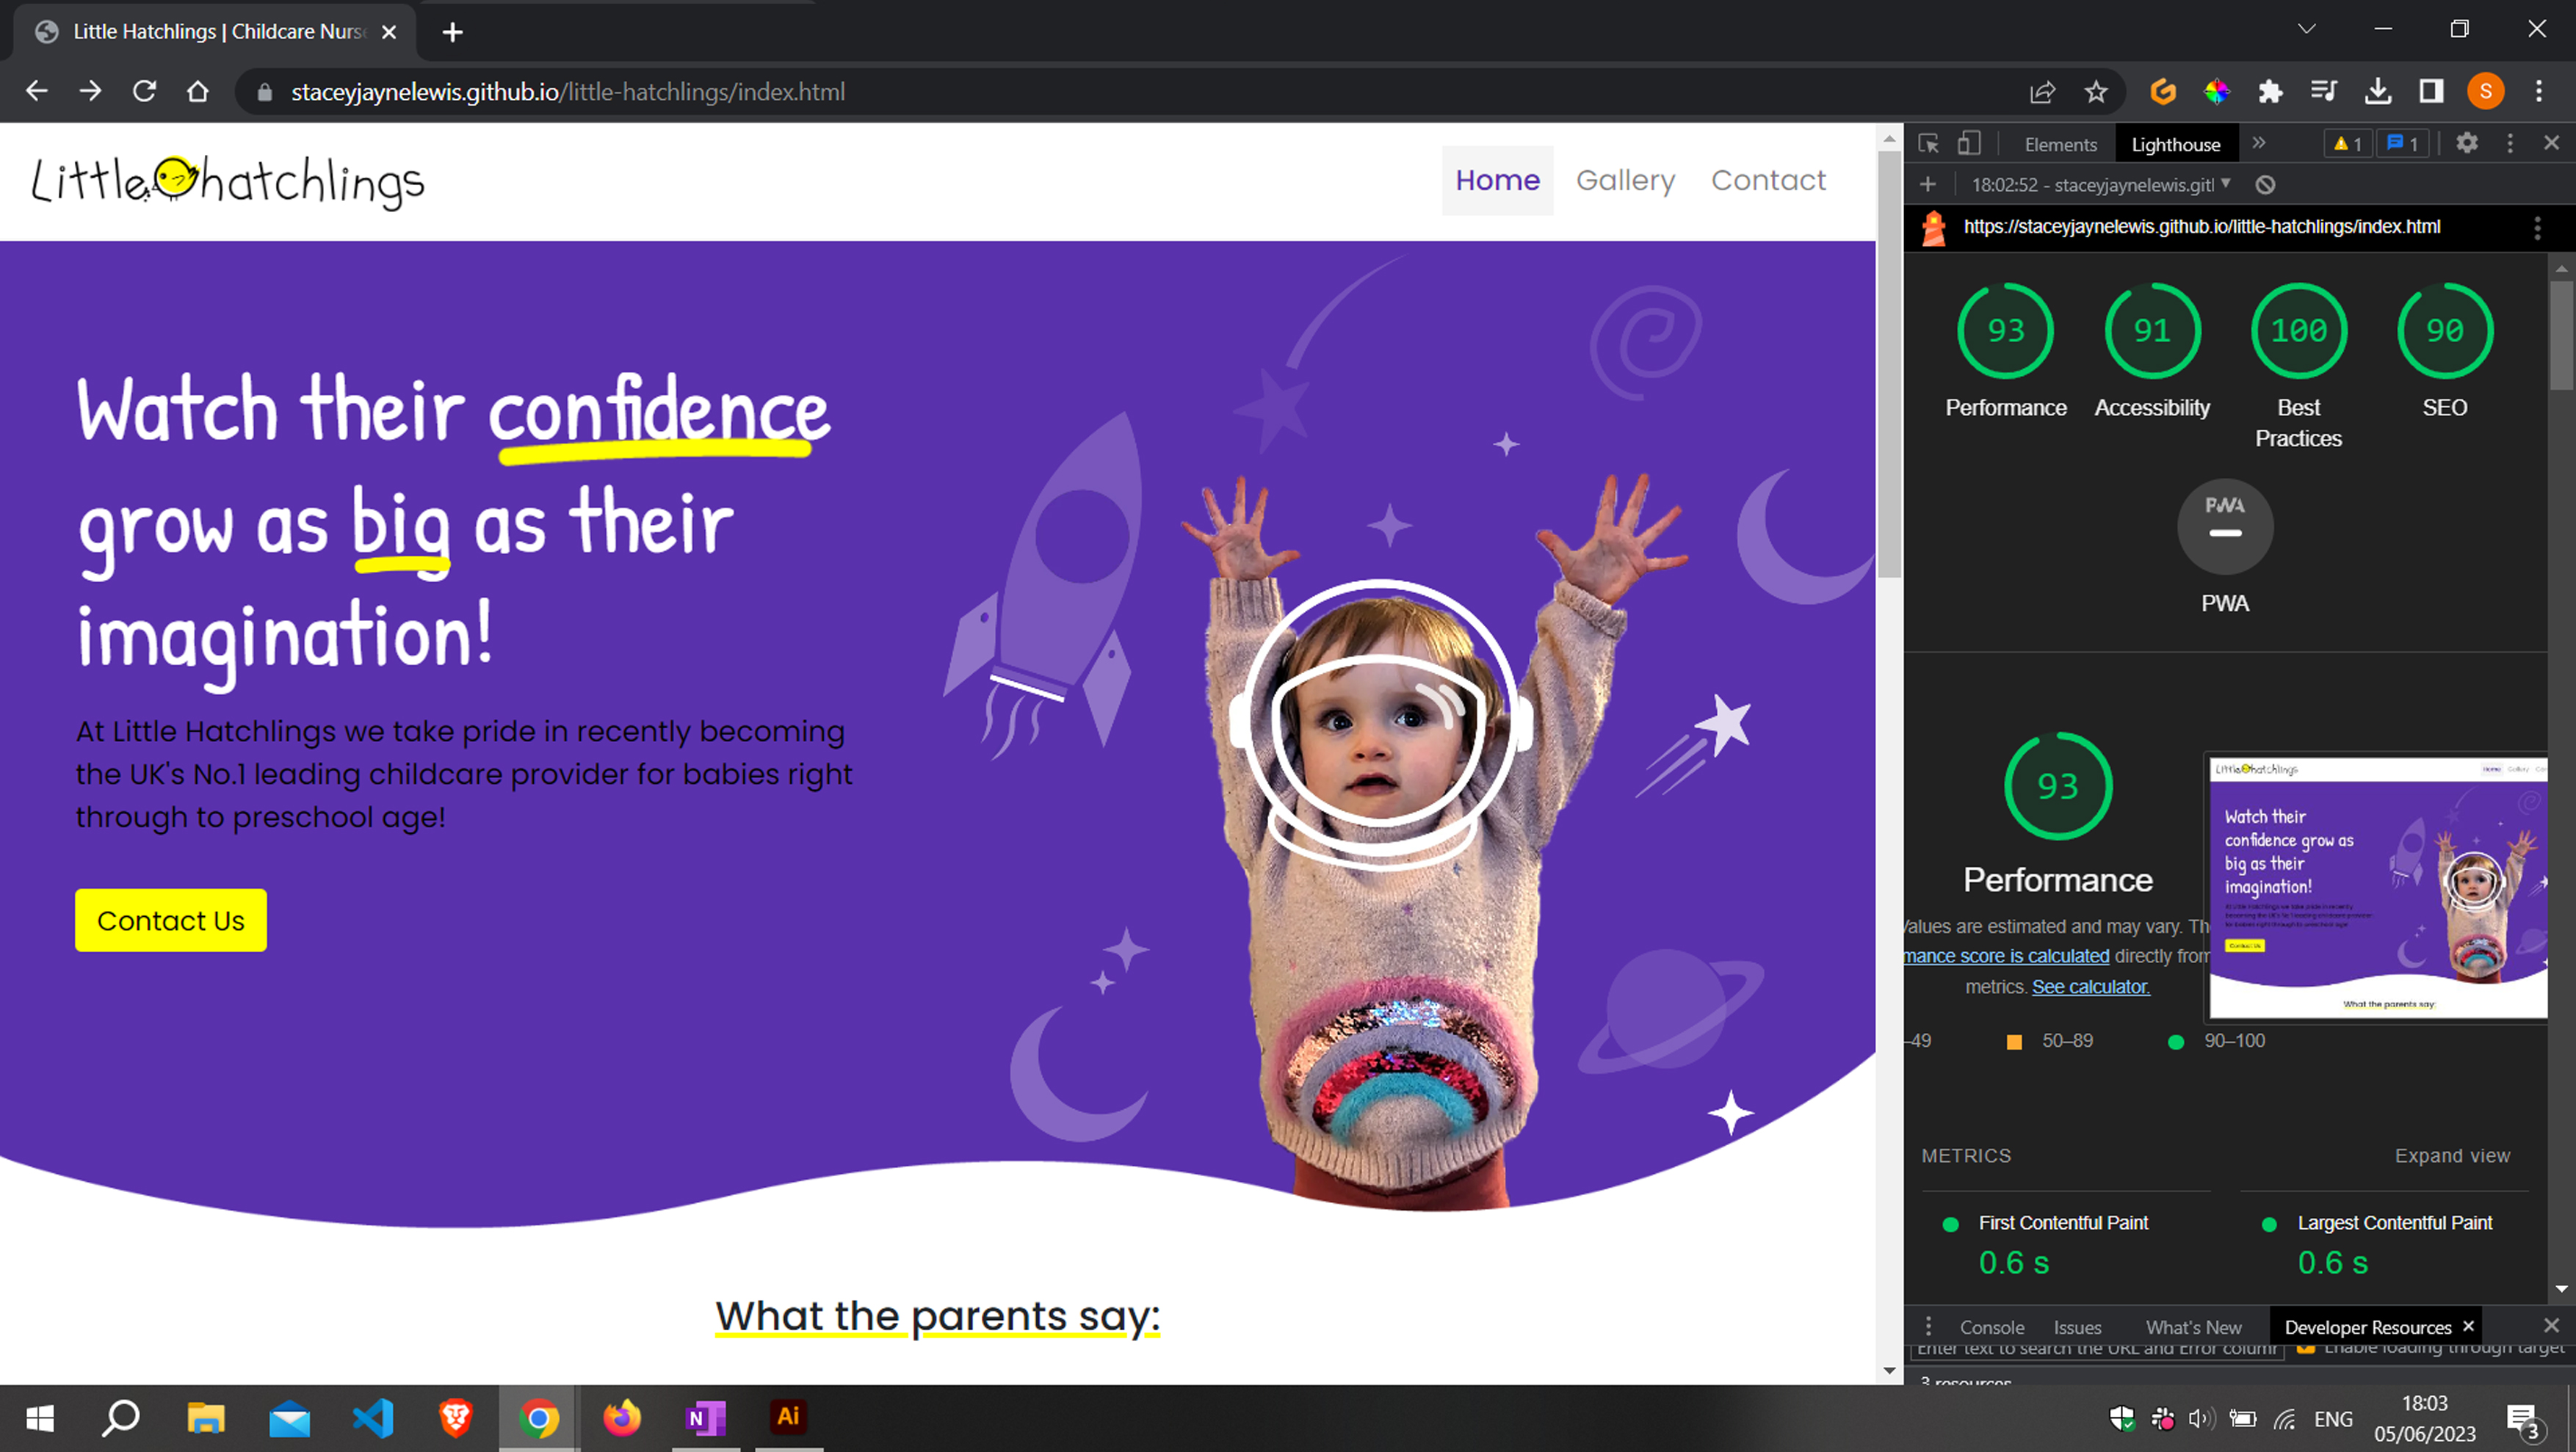 Little Hatchlings | Childcare Nurs
staceyjaynelewis.github.io/little-hatchlings/index.html
S
Little hatchlings
Home Gallery Contact
Watch their confidence
grow as big as their
imagination!
At Little Hatchlings we take pride in recently becoming
the UK's No.1 leading childcare provider for babies right
through to preschool age!
Contact Us
What the parents say:
Elements Lighthouse 1 1
18:02:52 - staceyjaynelewis.git
https://staceyjaynelewis.github.io/little-hatchlings/index.html
93 91 100 90
Performance Accessibility Best Practices SEO
PWA
PWA
93
Performance
Values are estimated and may vary. Th
mance score is calculated directly from
metrics. See calculator.
–49 50–89 90–100
Little hatchlings
Home Gallery
Watch their
confidence grow as
big as their
imagination!
Contact Us
What the parents say:
METRICS Expand view
First Contentful Paint Largest Contentful Paint
0.6 s 0.6 s
Console Issues What's New Developer Resources
Enter text to search the URL and Error column Enable loading through target
3 resources
N Ai
ENG
18:03
05/06/2023
3